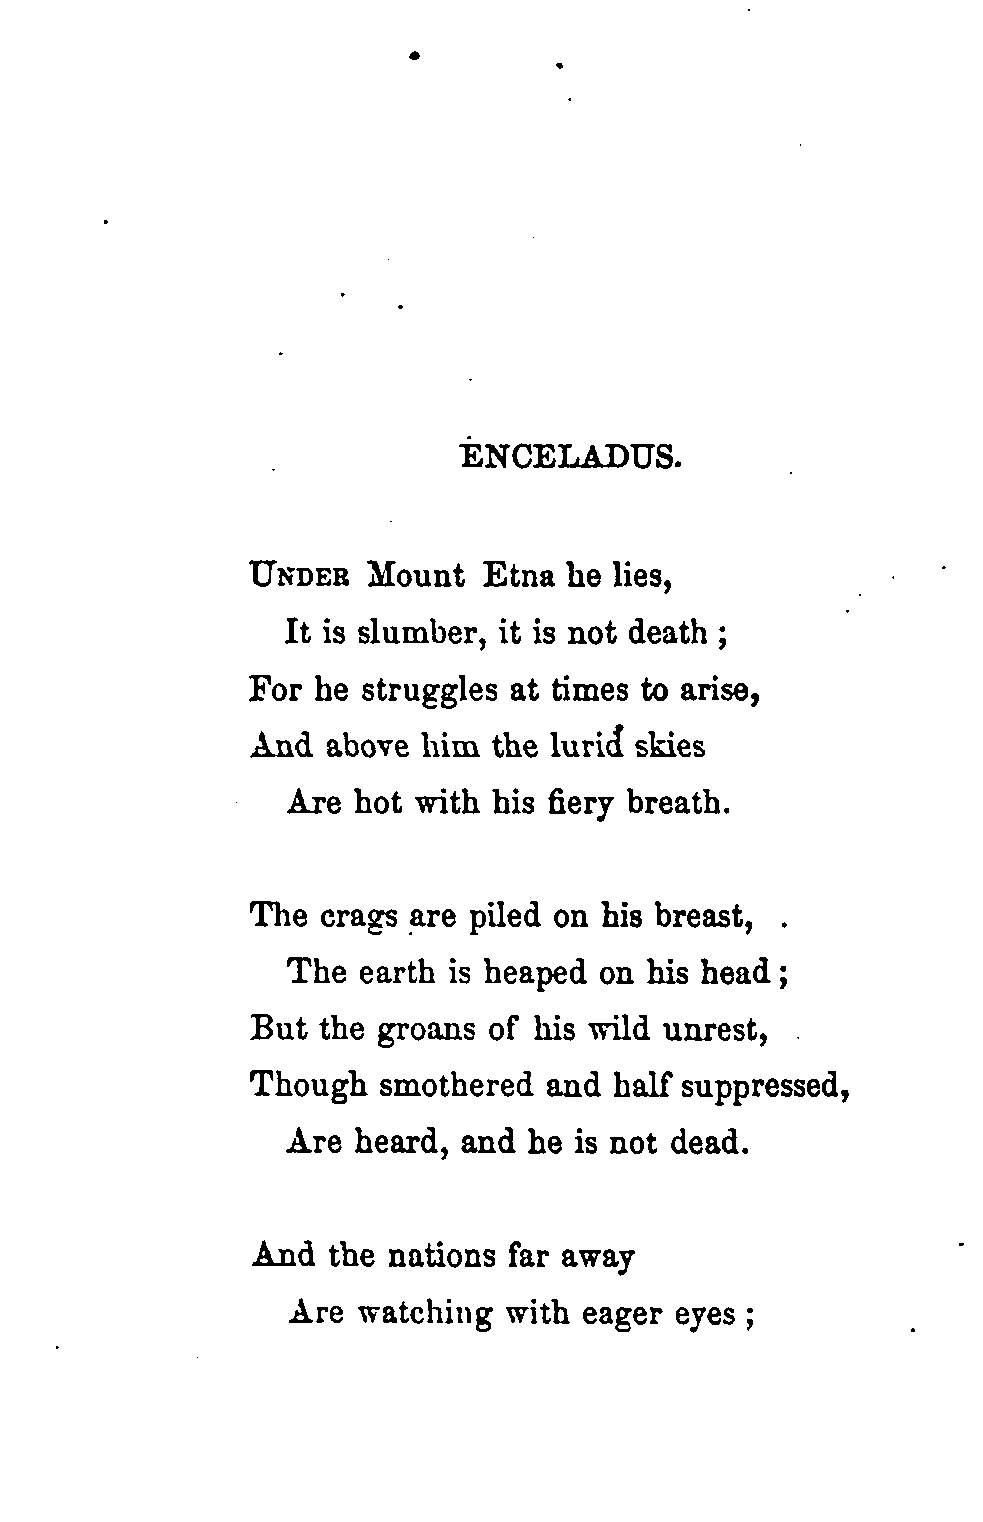 ENCELADUS.
UNDER Mount Etna he lies,
It is slumber, it is not death ;
For he struggles at times to arise,
And above him the lurid skies
Are hot with his fiery breath.
The crags are piled on his breast,
The earth is heaped on his head ;
But the groans of his wild unrest,
Though smothered and half suppressed,
Are heard, and he is not dead.
And the nations far away
Are watching with eager eyes ;